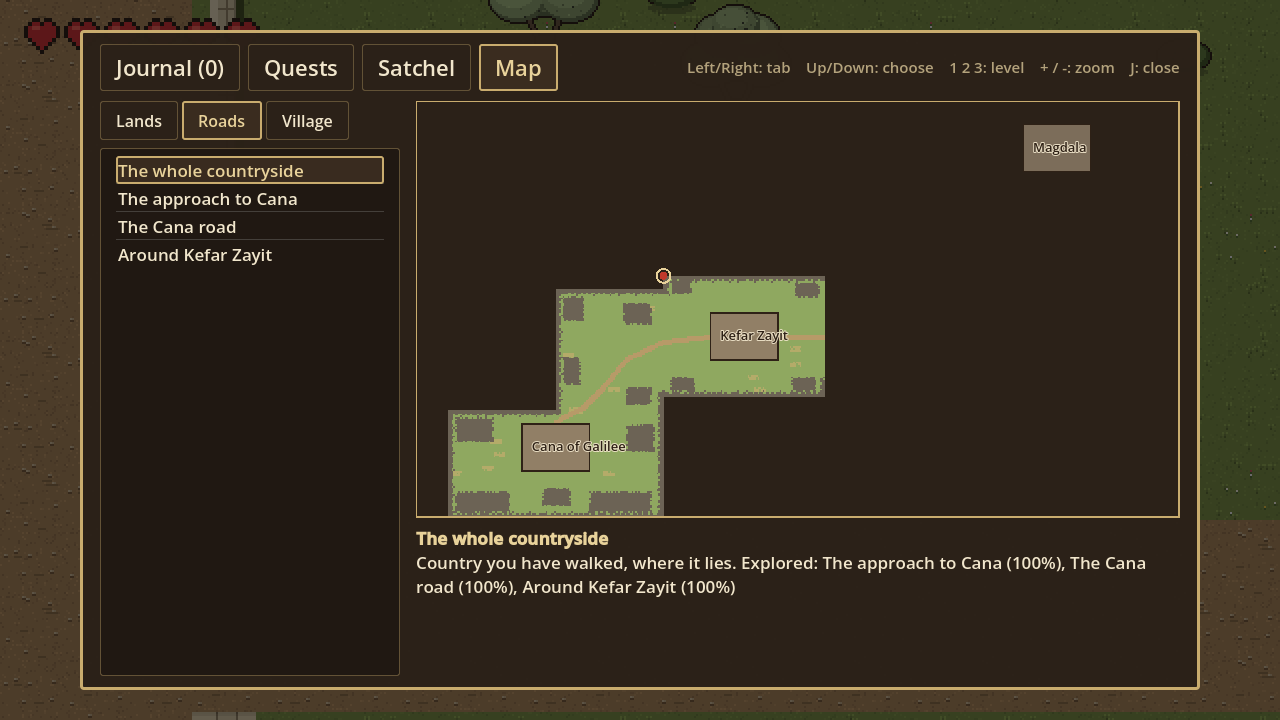 Journal (0) Quests Satchel Map Left/Right: tab Up/Down: choose 1 2 3: level + / -: zoom J: close
Lands Roads Village
The whole countryside
The approach to Cana
The Cana road
Around Kefar Zayit
Magdala
Kefar Zayit
Cana of Galilee
The whole countryside
Country you have walked, where it lies. Explored: The approach to Cana (100%), The Cana
road (100%), Around Kefar Zayit (100%)